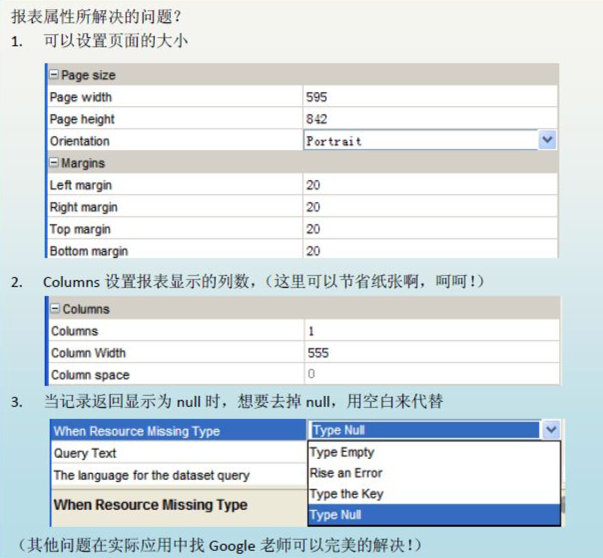 报表属性所解决的问题？
1. 可以设置页面的大小
Page size
Page width 595
Page height 842
Orientation Portrait
Margins
Left margin 20
Right margin 20
Top margin 20
Bottom margin 20
2. Columns 设置报表显示的列数，（这里可以节省纸张啊，呵呵！）
Columns
Columns 1
Column Width 555
Column space 0
3. 当记录返回显示为 null 时，想要去掉 null，用空白来代替
When Resource Missing Type Type Null
Query Text Type Empty
The language for the dataset query Rise an Error
Type the Key
When Resource Missing Type Type Null
（其他问题在实际应用中找 Google 老师可以完美的解决！）